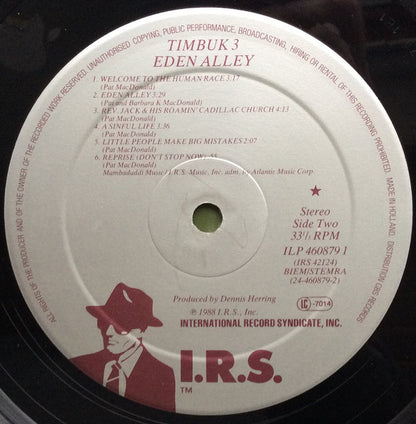 ALL RIGHTS OF THE PRODUCER AND OF THE OWNER OF THE RECORDED WORK RESERVED. UNAUTHORISED COPYING, PUBLIC PERFORMANCE, BROADCASTING, HIRING OR RENTAL OF THIS RECORDING PROHIBITED. MADE IN HOLLAND DISTRIBUTION CBS RECORDS
TIMBUK 3
EDEN ALLEY
1. WELCOME TO THE HUMAN RACE 3:17
(Pat MacDonald)
2. EDEN ALLEY 3:29
(Pat and Barbara K MacDonald)
3. REV. JACK & HIS ROAMIN' CADILLAC CHURCH 4:13
(Pat MacDonald)
4. A SINFUL LIFE 3:36
(Pat MacDonald)
5. LITTLE PEOPLE MAKE BIG MISTAKES 2:07
(Pat MacDonald)
6. REPRISE (DON'T STOP NOW) :55
(Pat MacDonald)
Mambadaddi Music/I.R.S. Music, Inc. adm. by Atlantic Music Corp
Stereo
Side Two
33⅓ RPM
ILP 460879 1
(IRS 42124)
BIEM/STEMRA
(24-460879-2)
LC -7014
Produced by Dennis Herring
℗ 1988 I.R.S., Inc.
INTERNATIONAL RECORD SYNDICATE, INC.
I.R.S.
TM